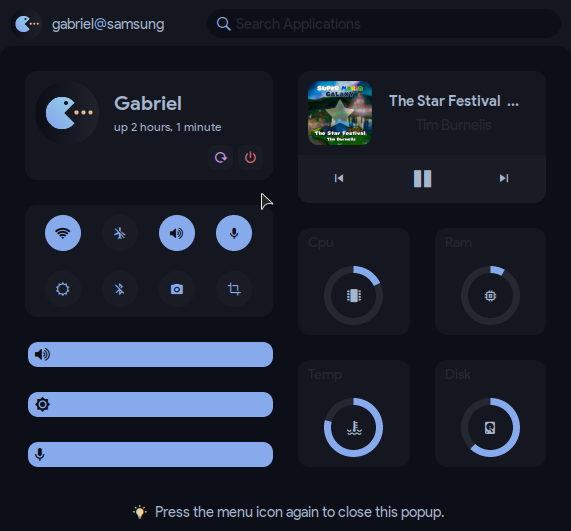 gabriel@samsung
Search Applications
Gabriel
up 2 hours, 1 minute
SUPER MARIO
GALAXY
The Star Festival
Tim Burnells
The Star Festival ...
Tim Burnells
Cpu
Ram
Temp
Disk
Press the menu icon again to close this popup.